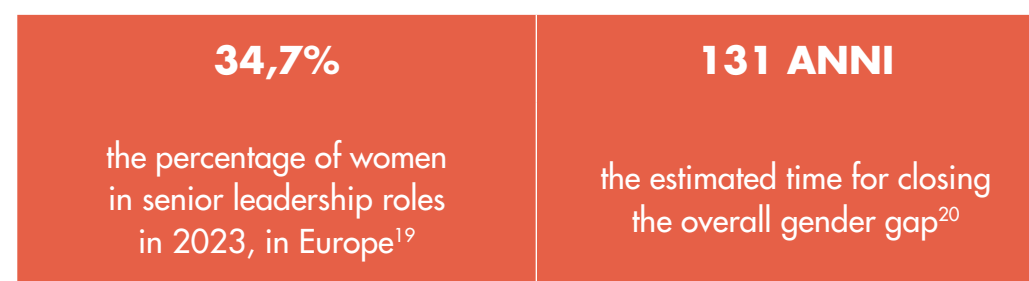 34,7%
the percentage of women
in senior leadership roles
in 2023, in Europe19
131 ANNI
the estimated time for closing
the overall gender gap20